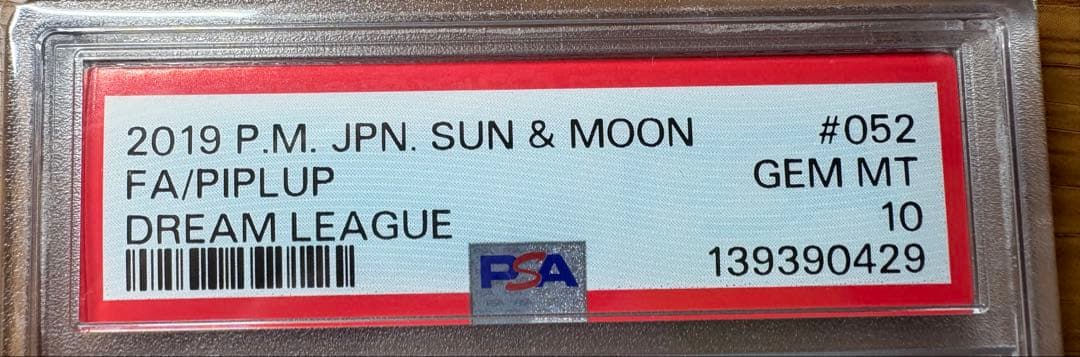 2019 P.M. JPN. SUN & MOON #052
FA/PIPLUP GEM MT
DREAM LEAGUE 10
139390429
PSA